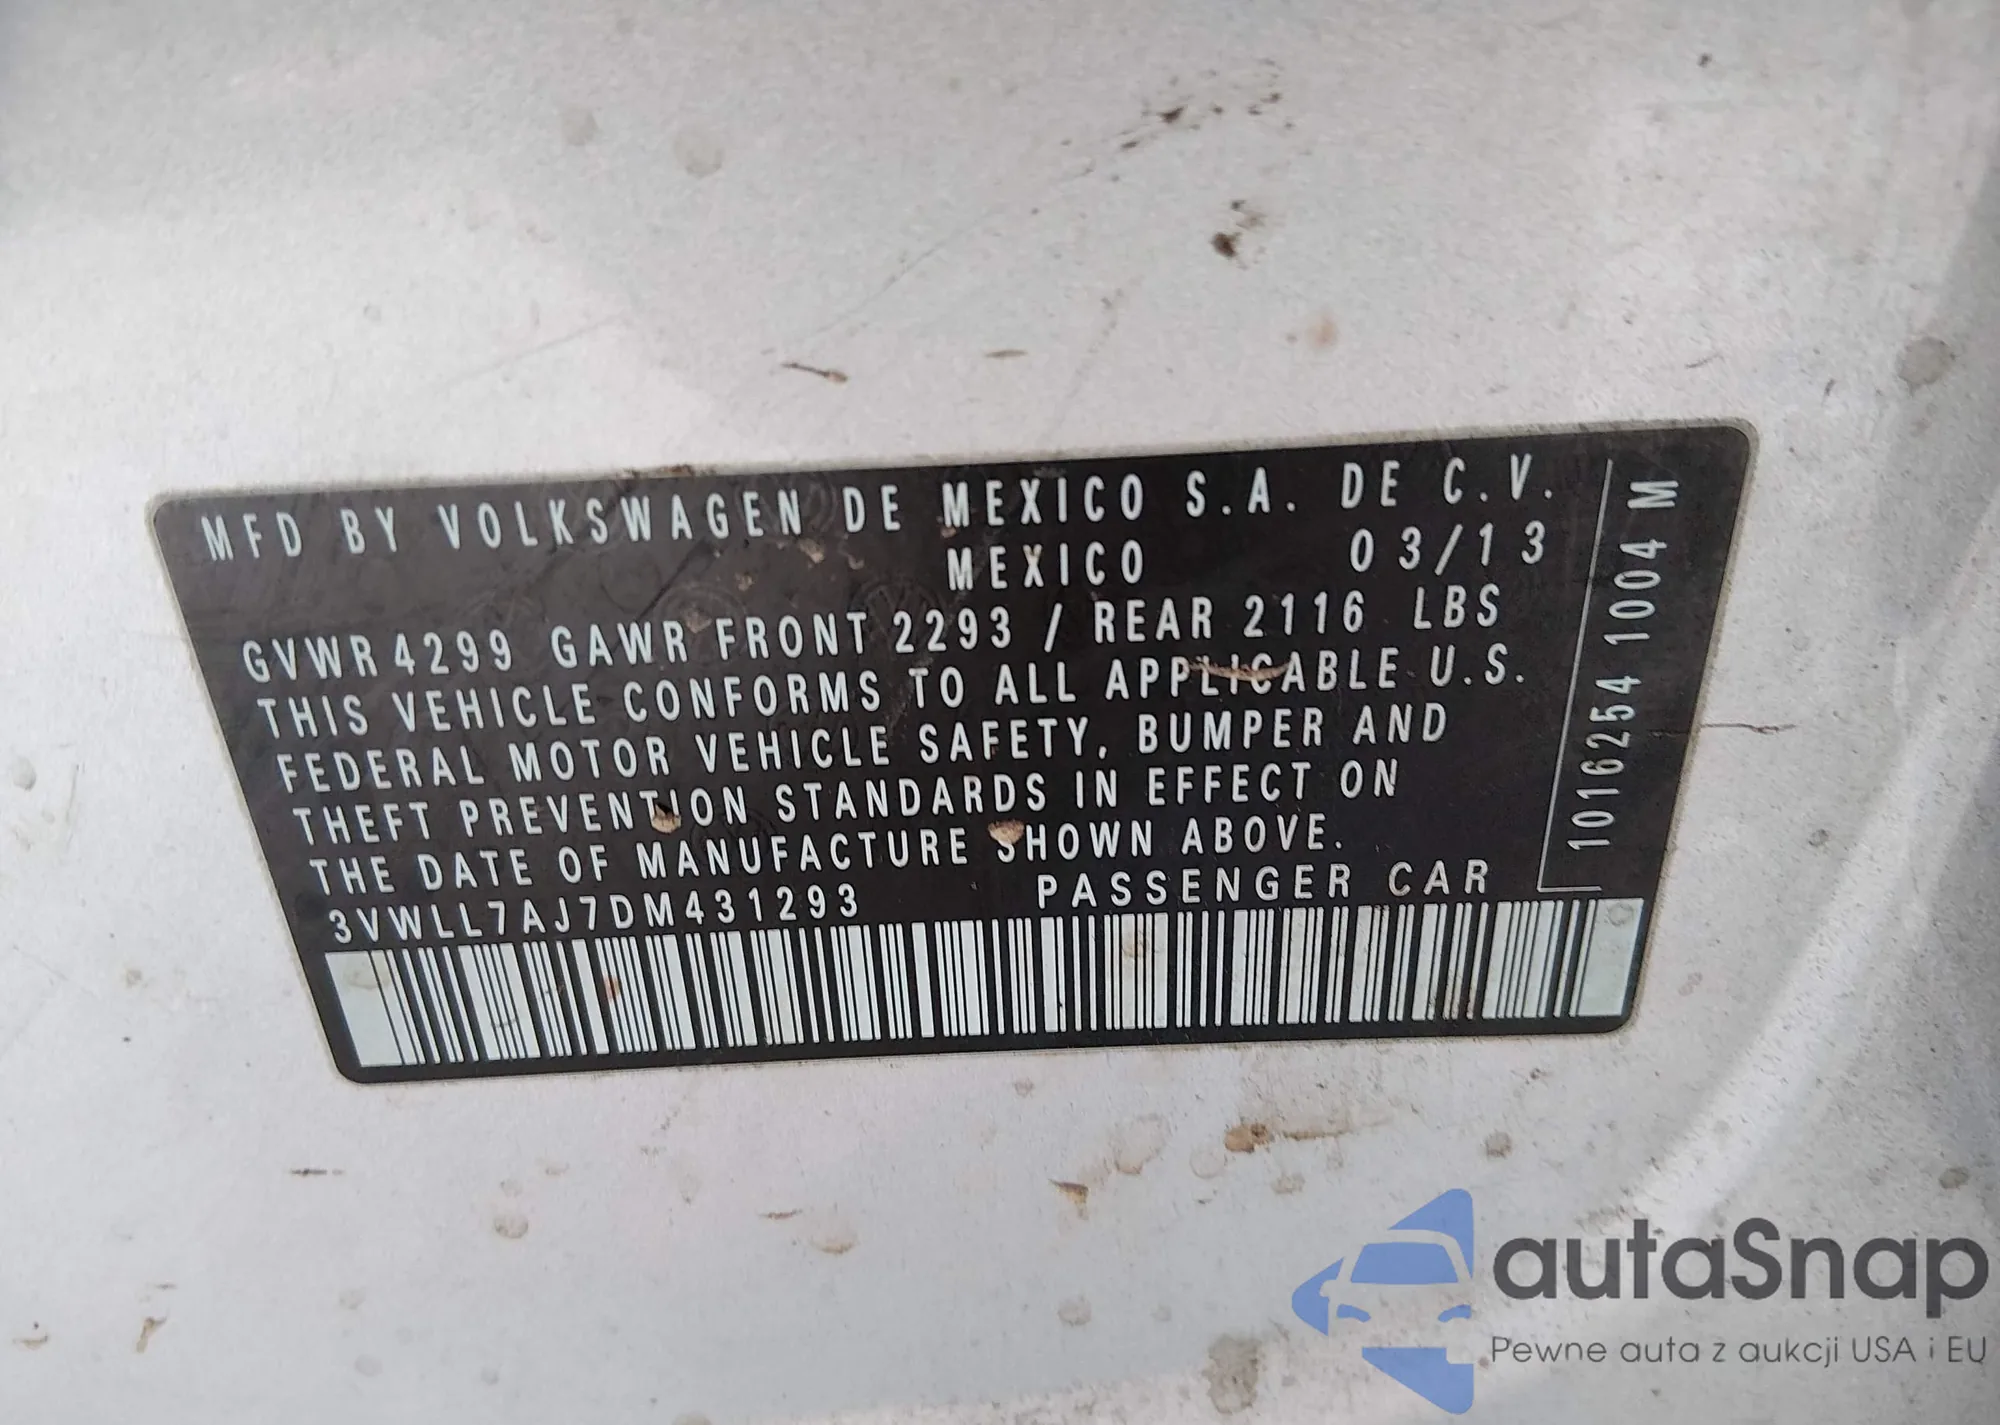 MFD BY VOLKSWAGEN DE MEXICO S.A. DE C.V.
MEXICO 03/13
GVWR 4299 GAWR FRONT 2293 / REAR 2116 LBS
THIS VEHICLE CONFORMS TO ALL APPLICABLE U.S.
FEDERAL MOTOR VEHICLE SAFETY, BUMPER AND
THEFT PREVENTION STANDARDS IN EFFECT ON
THE DATE OF MANUFACTURE SHOWN ABOVE.
3VWLL7AJ7DM431293 PASSENGER CAR
1016254 1004 M
autaSnap
Pewne auta z aukcji USA i EU